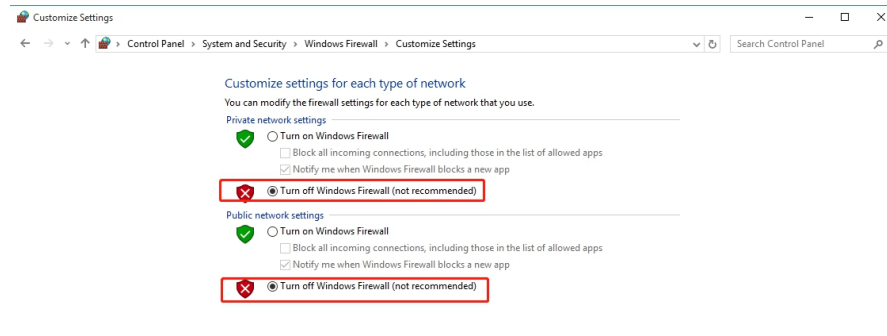 Customize Settings
Control Panel > System and Security > Windows Firewall > Customize Settings
Search Control Panel
Customize settings for each type of network
You can modify the firewall settings for each type of network that you use.
Private network settings
Turn on Windows Firewall
Block all incoming connections, including those in the list of allowed apps
Notify me when Windows Firewall blocks a new app
Turn off Windows Firewall (not recommended)
Public network settings
Turn on Windows Firewall
Block all incoming connections, including those in the list of allowed apps
Notify me when Windows Firewall blocks a new app
Turn off Windows Firewall (not recommended)